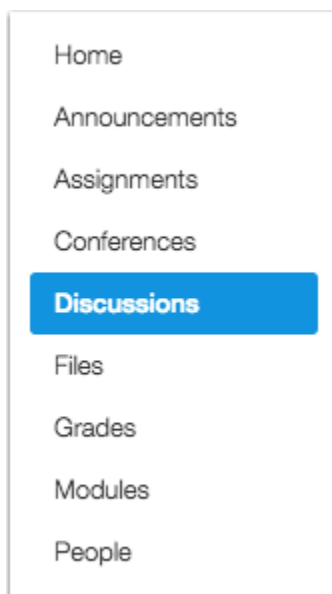 Home
Announcements
Assignments
Conferences
Discussions
Files
Grades
Modules
People